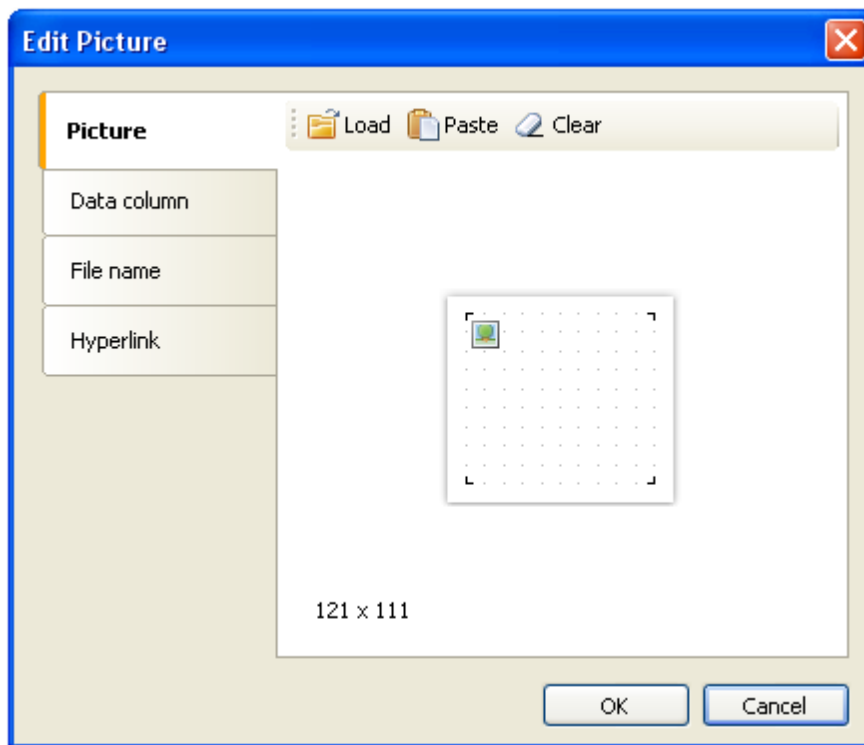 Edit Picture
Picture
Load Paste Clear
Data column
File name
Hyperlink
121 x 111
OK Cancel